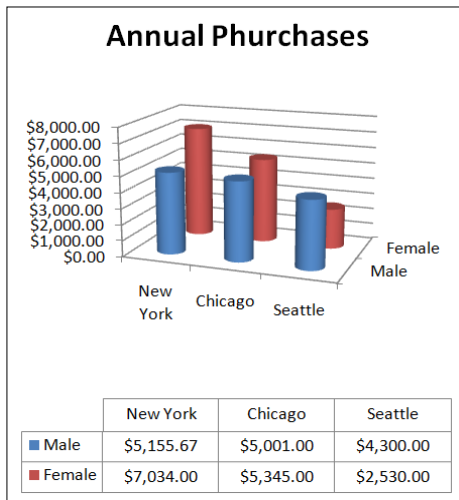 Annual Phurchases
$8,000.00
$7,000.00
$6,000.00
$5,000.00
$4,000.00
$3,000.00
$2,000.00
$1,000.00
$0.00
Female
Male
New York
Chicago
Seattle
New York Chicago Seattle
Male $5,155.67 $5,001.00 $4,300.00
Female $7,034.00 $5,345.00 $2,530.00